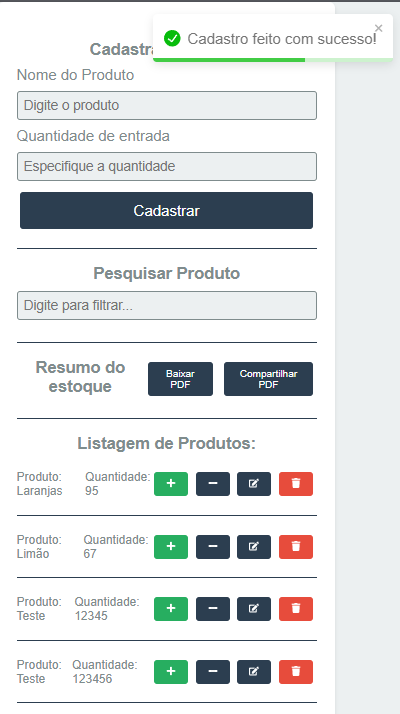 Cadastro feito com sucesso!
Cadastra
Nome do Produto
Digite o produto
Quantidade de entrada
Especifique a quantidade
Cadastrar
Pesquisar Produto
Digite para filtrar...
Resumo do
estoque
Baixar
PDF
Compartilhar
PDF
Listagem de Produtos:
Produto:
Laranjas
Quantidade:
95
Produto:
Limão
Quantidade:
67
Produto:
Teste
Quantidade:
12345
Produto:
Teste
Quantidade:
123456